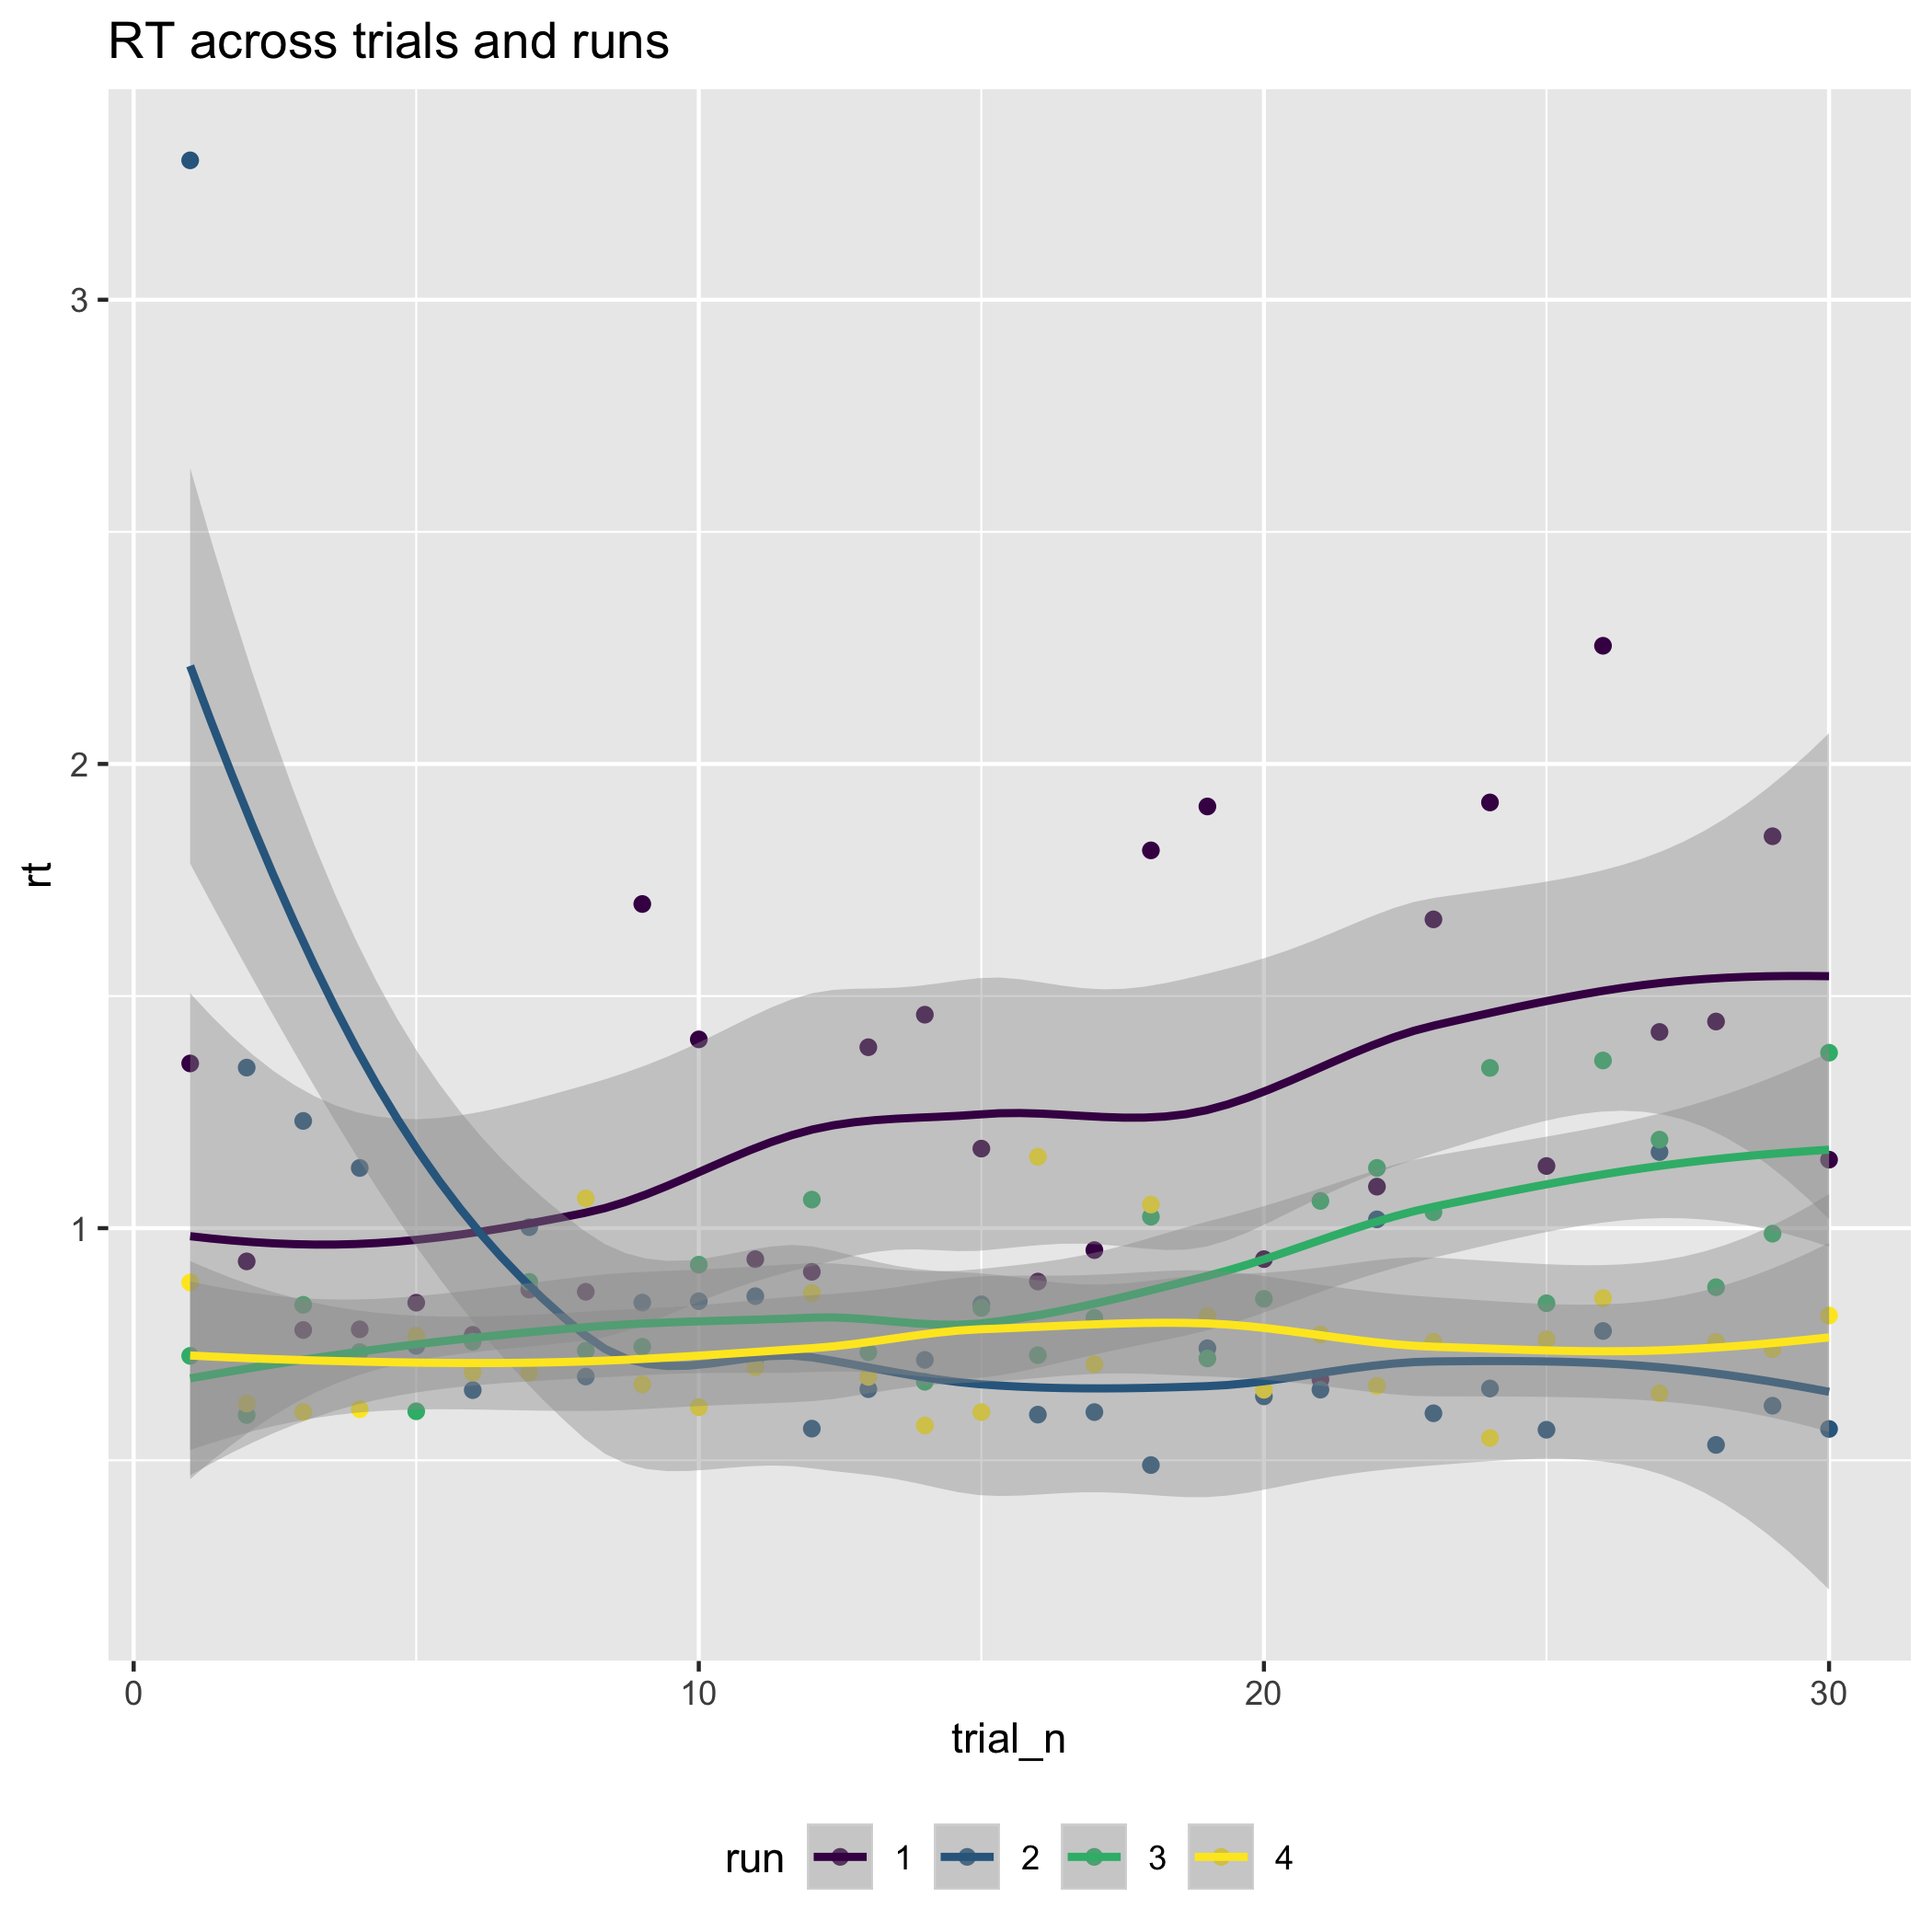 RT across trials and runs
3
2
1
rt
0 10 20 30
trial_n
run 1 2 3 4